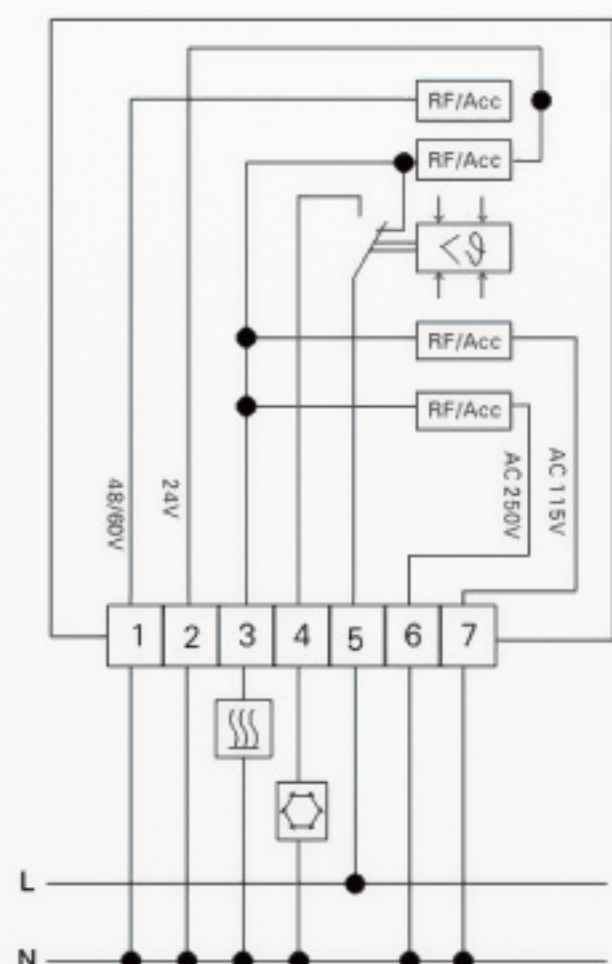 RF/Acc
RF/Acc
<ϑ
RF/Acc
RF/Acc
48/60V
24V
AC 250V
AC 115V
1 2 3 4 5 6 7
L
N